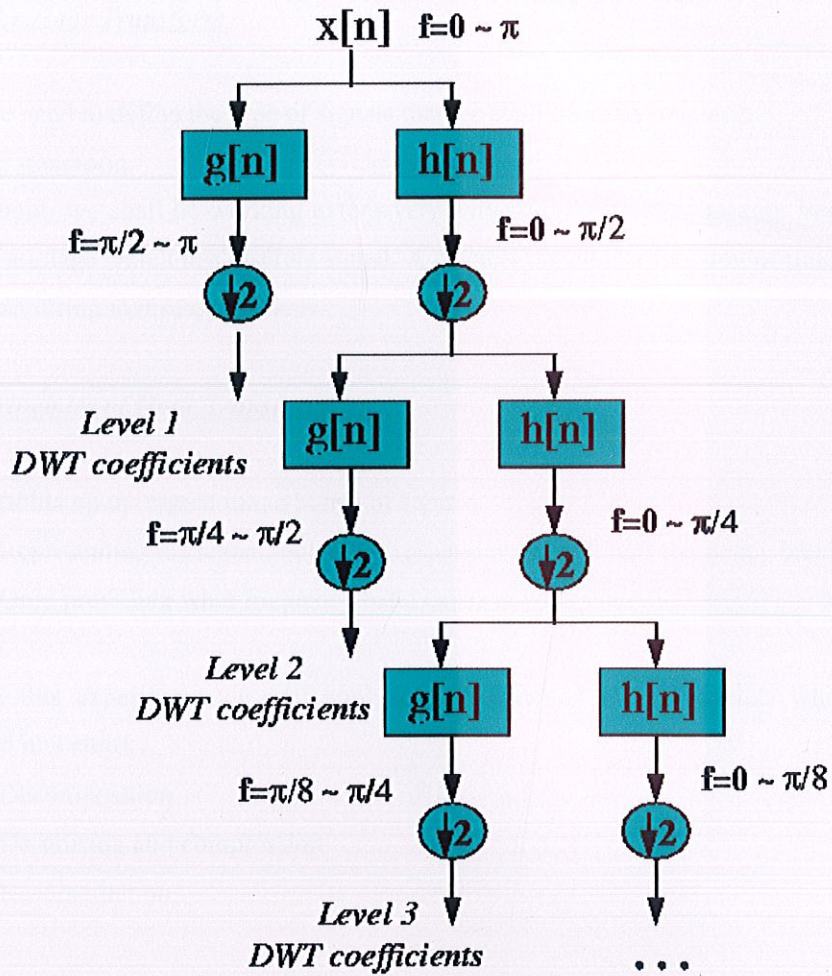 x[n] f=0 ~ π
g[n] h[n]
f=π/2 ~ π f=0 ~ π/2
↓2 ↓2
Level 1
DWT coefficients
g[n] h[n]
f=π/4 ~ π/2 f=0 ~ π/4
↓2 ↓2
Level 2
DWT coefficients
g[n] h[n]
f=π/8 ~ π/4 f=0 ~ π/8
↓2 ↓2
Level 3
DWT coefficients
...